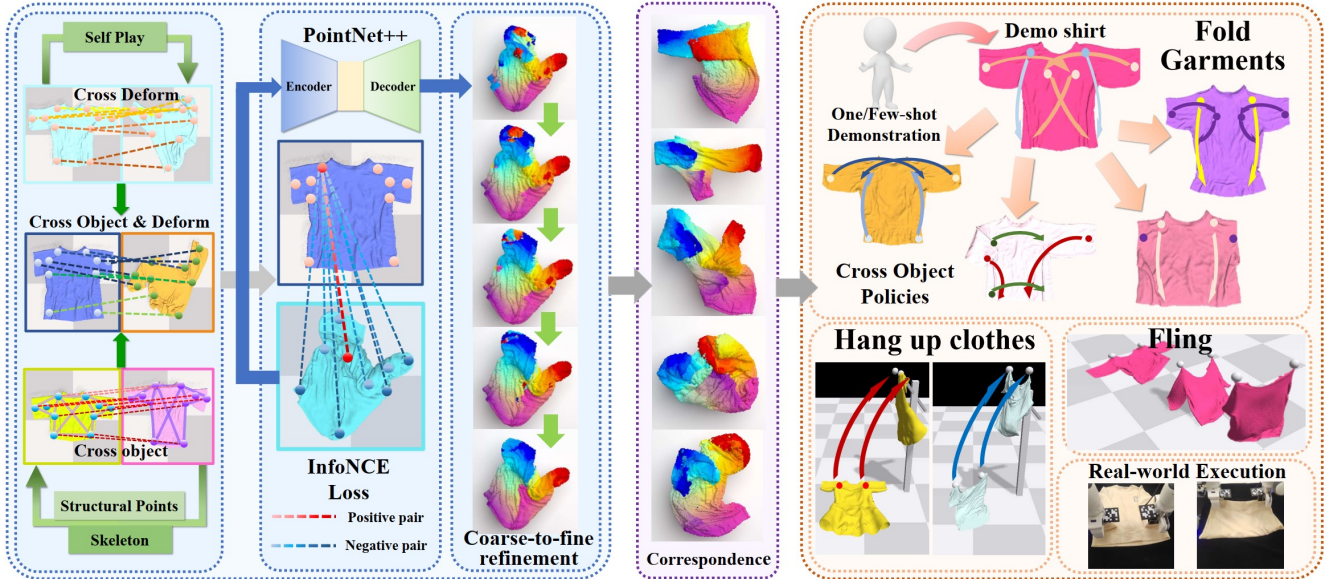 Self Play
Cross Deform
Cross Object & Deform
Cross object
Structural Points
Skeleton
PointNet++
Encoder
Decoder
InfoNCE
Loss
Positive pair
Negative pair
Coarse-to-fine
refinement
Correspondence
Demo shirt
Fold
Garments
One/Few-shot
Demonstration
Cross Object
Policies
Hang up clothes
Fling
Real-world Execution